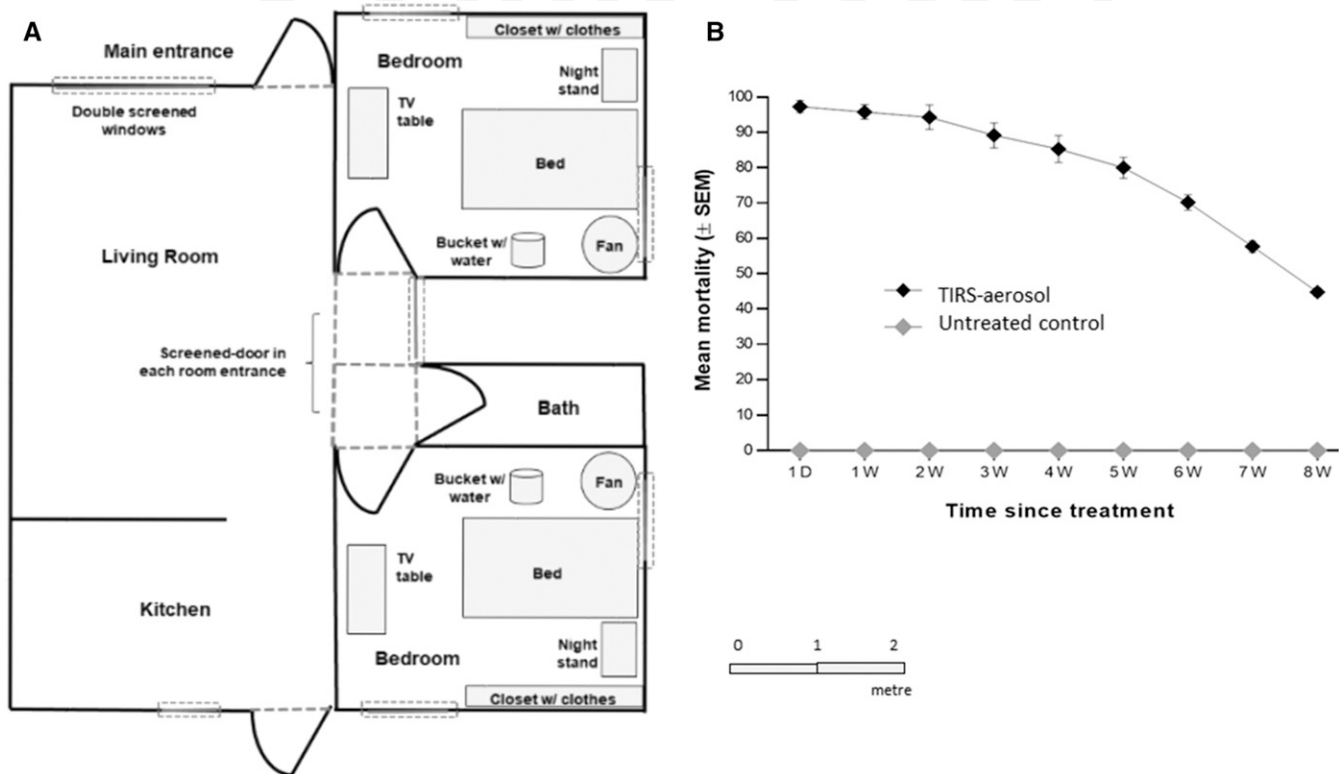 A
Main entrance
Double screened
windows
Living Room
Screened-door in
each room entrance
Kitchen
Closet w/ clothes
Bedroom
Night
stand
TV
table
Bed
Bucket w/
water
Fan
Bath
Bucket w/
water
Fan
TV
table
Bed
Night
stand
Bedroom
Closet w/ clothes
B
Mean mortality (± SEM)
100
90
80
70
60
50
40
30
20
10
0
TIRS-aerosol
Untreated control
1 D 1 W 2 W 3 W 4 W 5 W 6 W 7 W 8 W
Time since treatment
0 1 2
metre